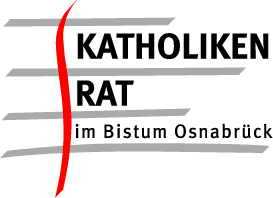 KATHOLIKEN
RAT
im Bistum Osnabrück